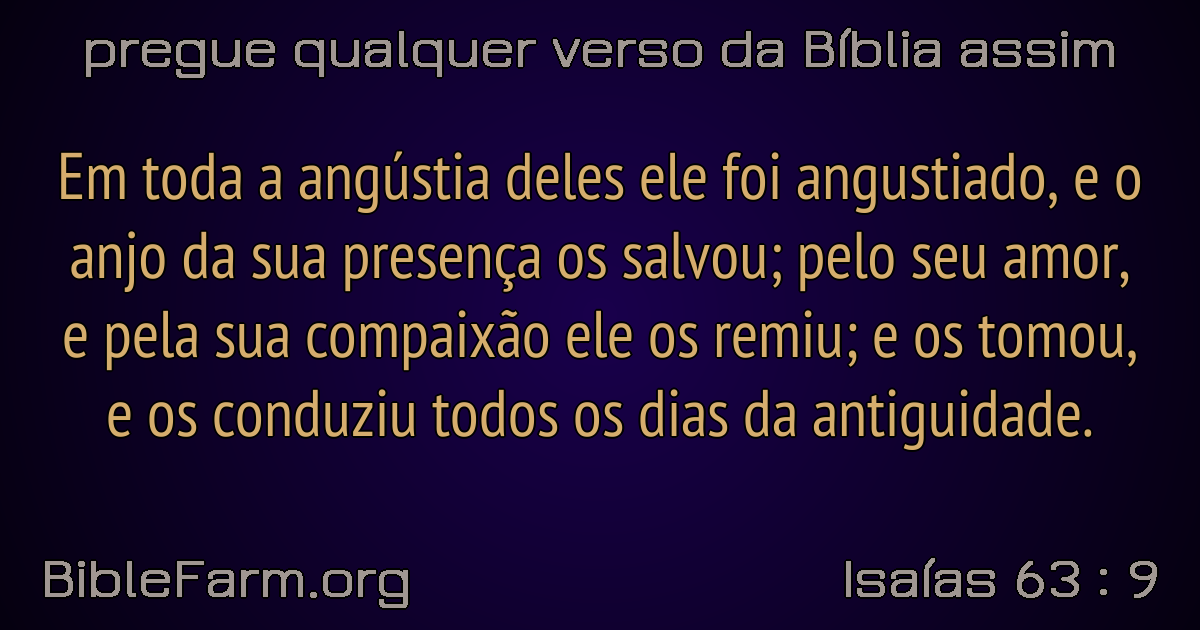 pregue qualquer verso da Bíblia assim
Em toda a angústia deles ele foi angustiado, e o
anjo da sua presença os salvou; pelo seu amor,
e pela sua compaixão ele os remiu; e os tomou,
e os conduziu todos os dias da antiguidade.
BibleFarm.org
Isaías 63 : 9